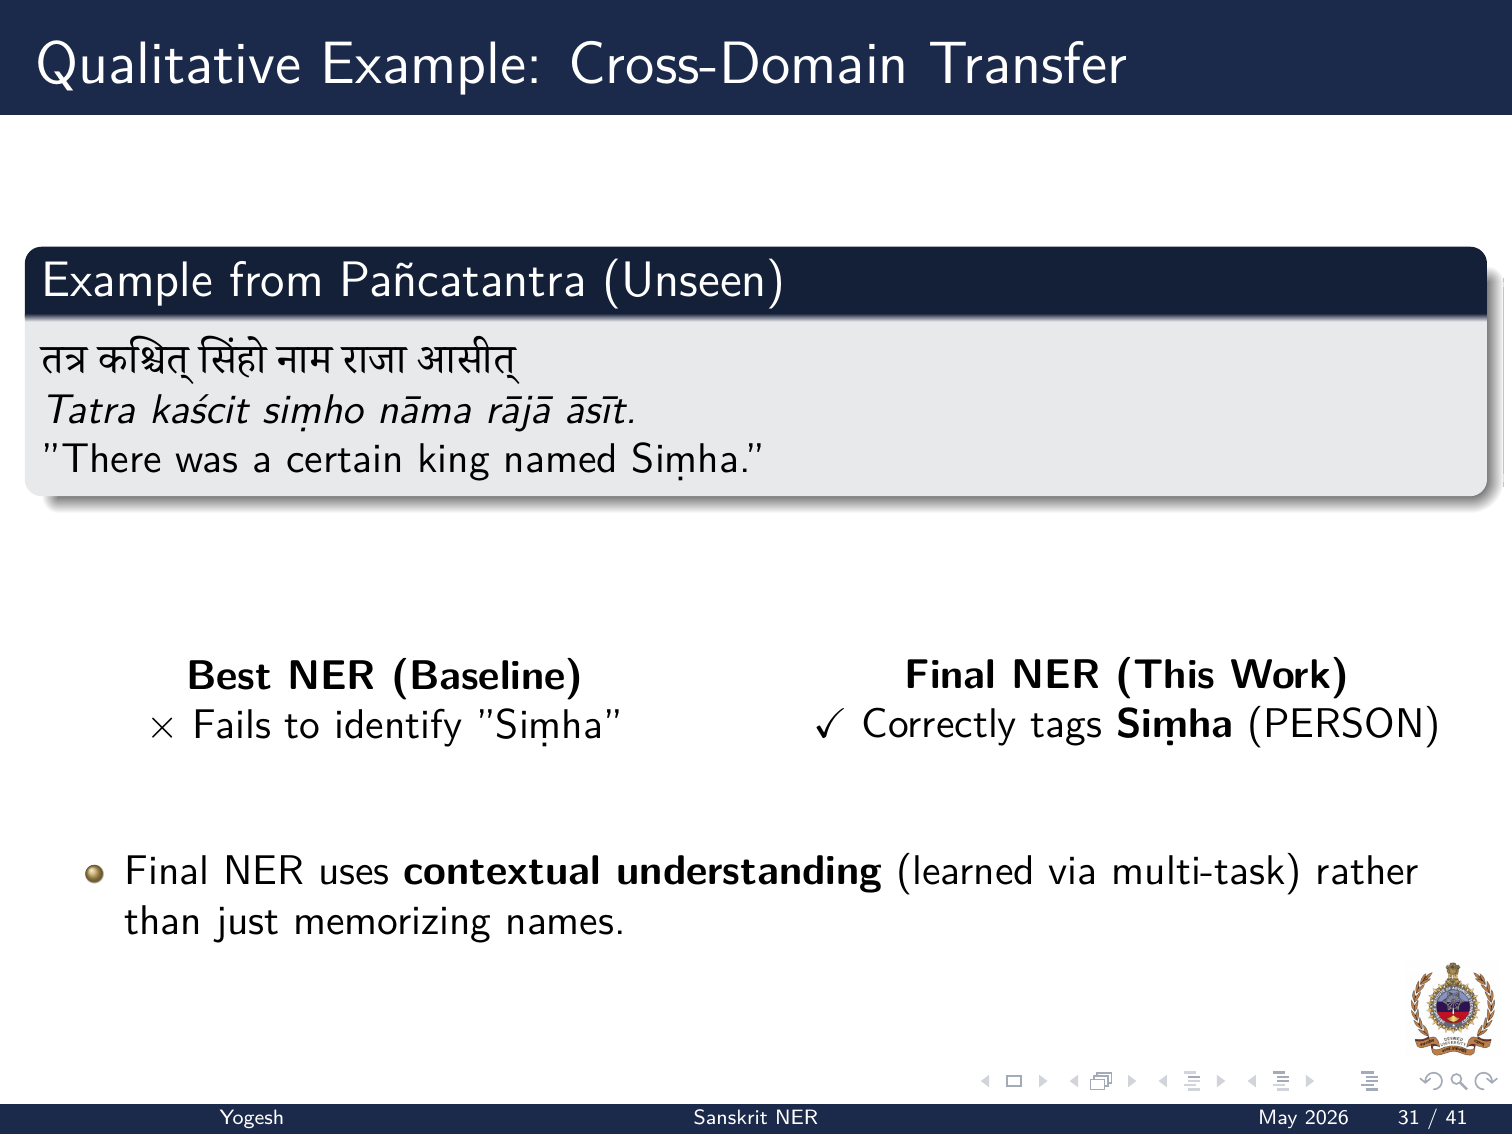 Qualitative Example: Cross-Domain Transfer
Example from Pañcatantra (Unseen)
तत्र कश्चित् सिंहो नाम राजा आसीत्
Tatra kaścit siṃho nāma rājā āsīt.
”There was a certain king named Siṃha.”
Best NER (Baseline)
× Fails to identify ”Siṃha”
Final NER (This Work)
✓ Correctly tags Siṃha (PERSON)
Final NER uses contextual understanding (learned via multi-task) rather
than just memorizing names.
Yogesh
Sanskrit NER
May 2026
31 / 41